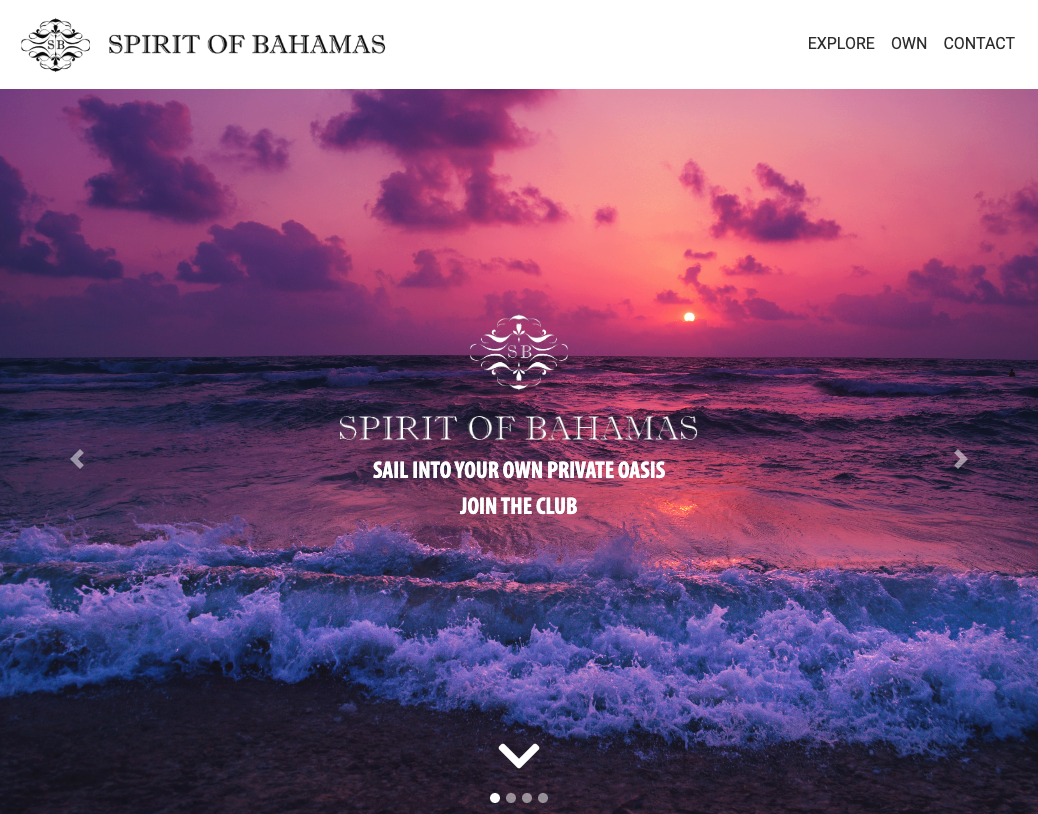 SB
SPIRIT OF BAHAMAS
EXPLORE
OWN
CONTACT
SB
SPIRIT OF BAHAMAS
SAIL INTO YOUR OWN PRIVATE OASIS
JOIN THE CLUB